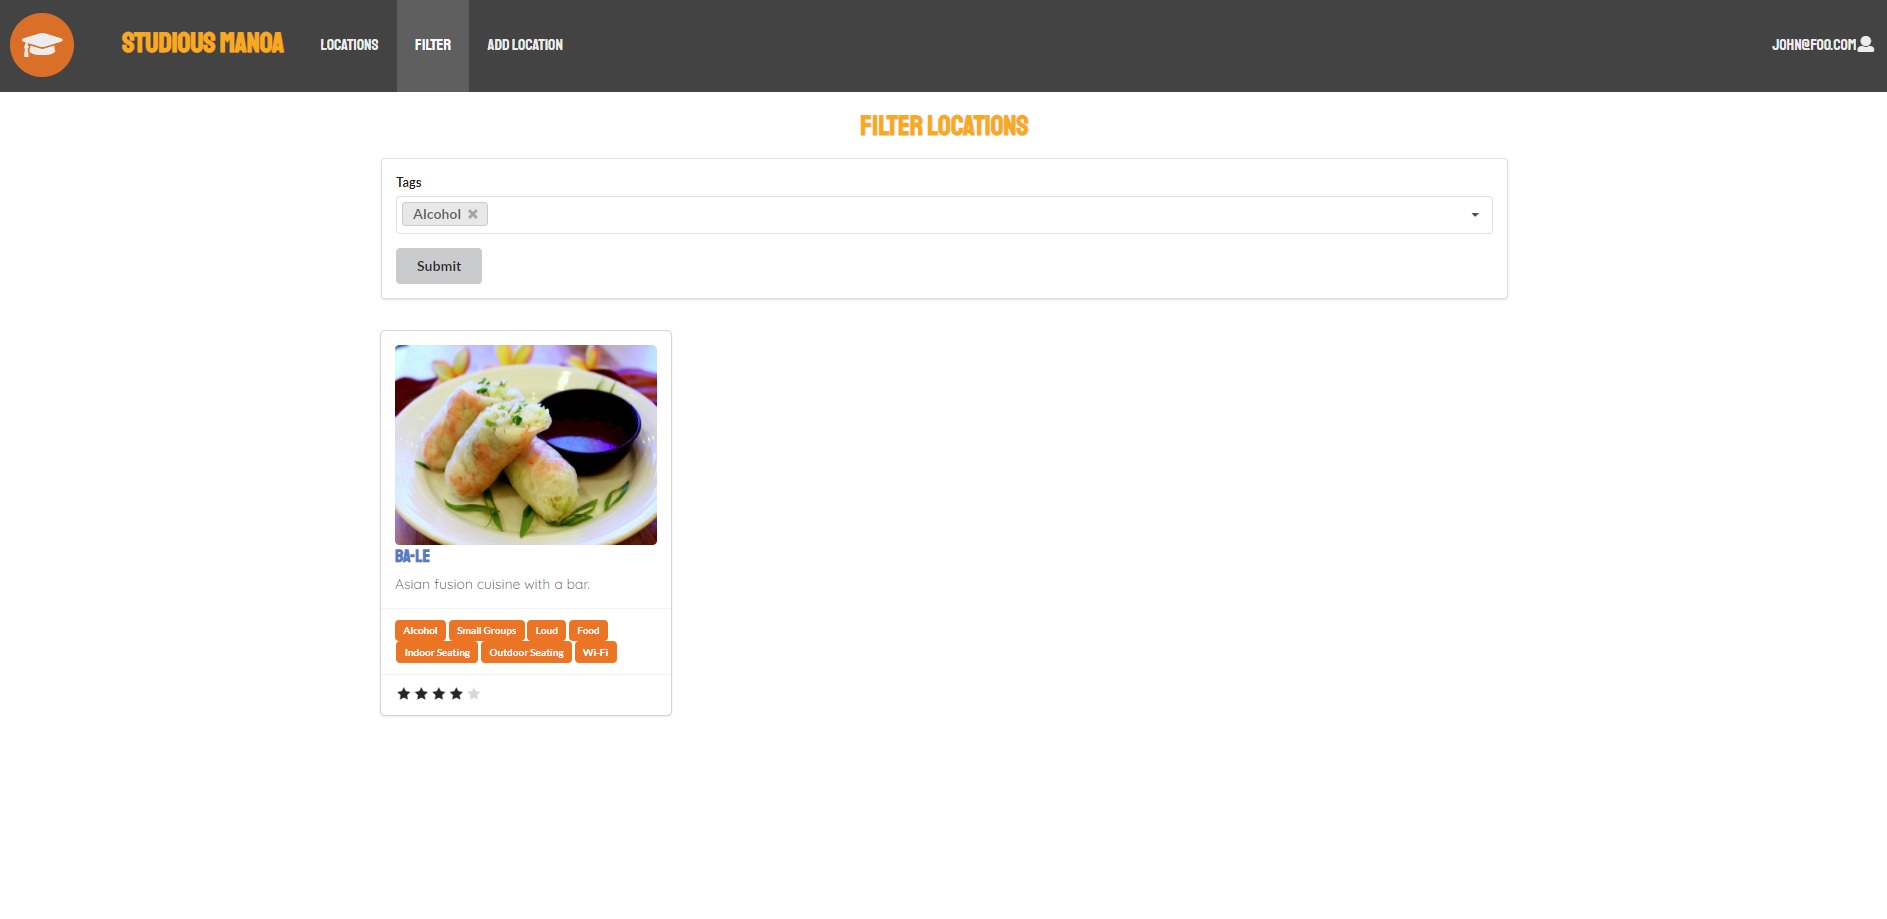 STUDIOUS MANOA LOCATIONS FILTER ADD LOCATION JOHN@FOO.COM
FILTER LOCATIONS
Tags
Alcohol
Submit
BA-LE
Asian fusion cuisine with a bar.
Alcohol Small Groups Loud Food
Indoor Seating Outdoor Seating Wi-Fi